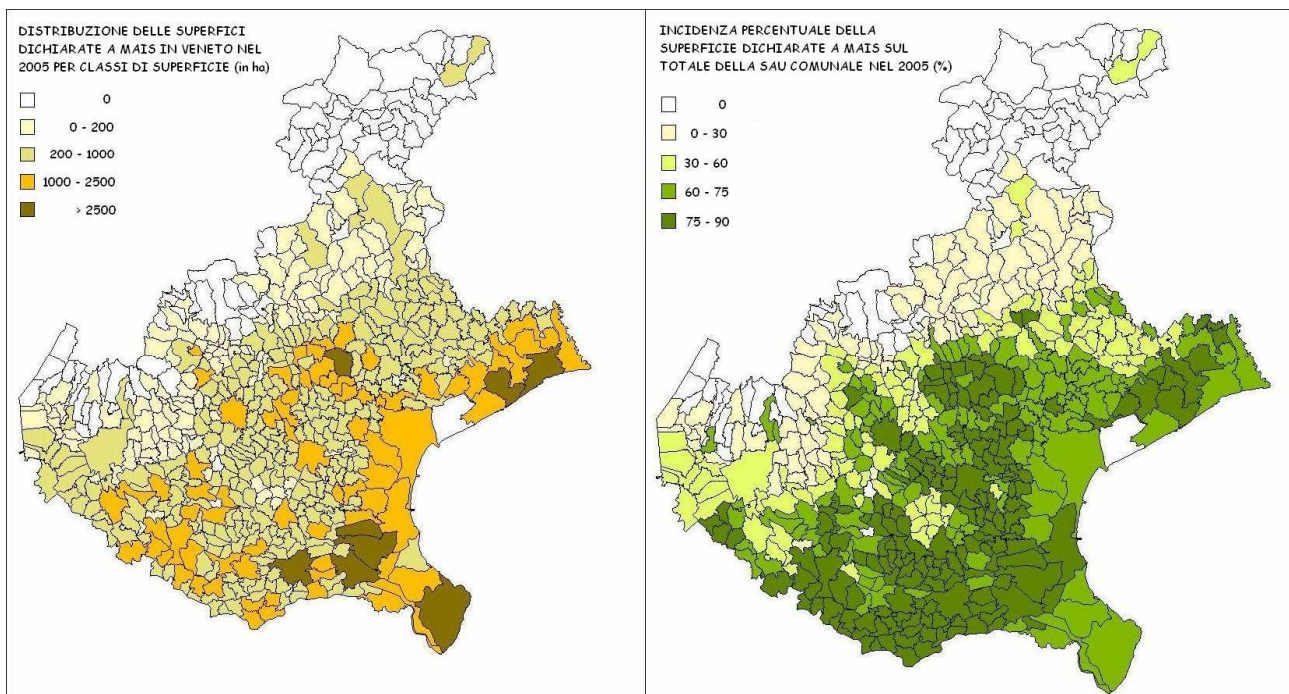 DISTRIBUZIONE DELLE SUPERFICI
DICHIARATE A MAIS IN VENETO NEL
2005 PER CLASSI DI SUPERFICIE (in ha)
0
0 - 200
200 - 1000
1000 - 2500
> 2500
INCIDENZA PERCENTUALE DELLA
SUPERFICIE DICHIARATE A MAIS SUL
TOTALE DELLA SAU COMUNALE NEL 2005 (%)
0
0 - 30
30 - 60
60 - 75
75 - 90